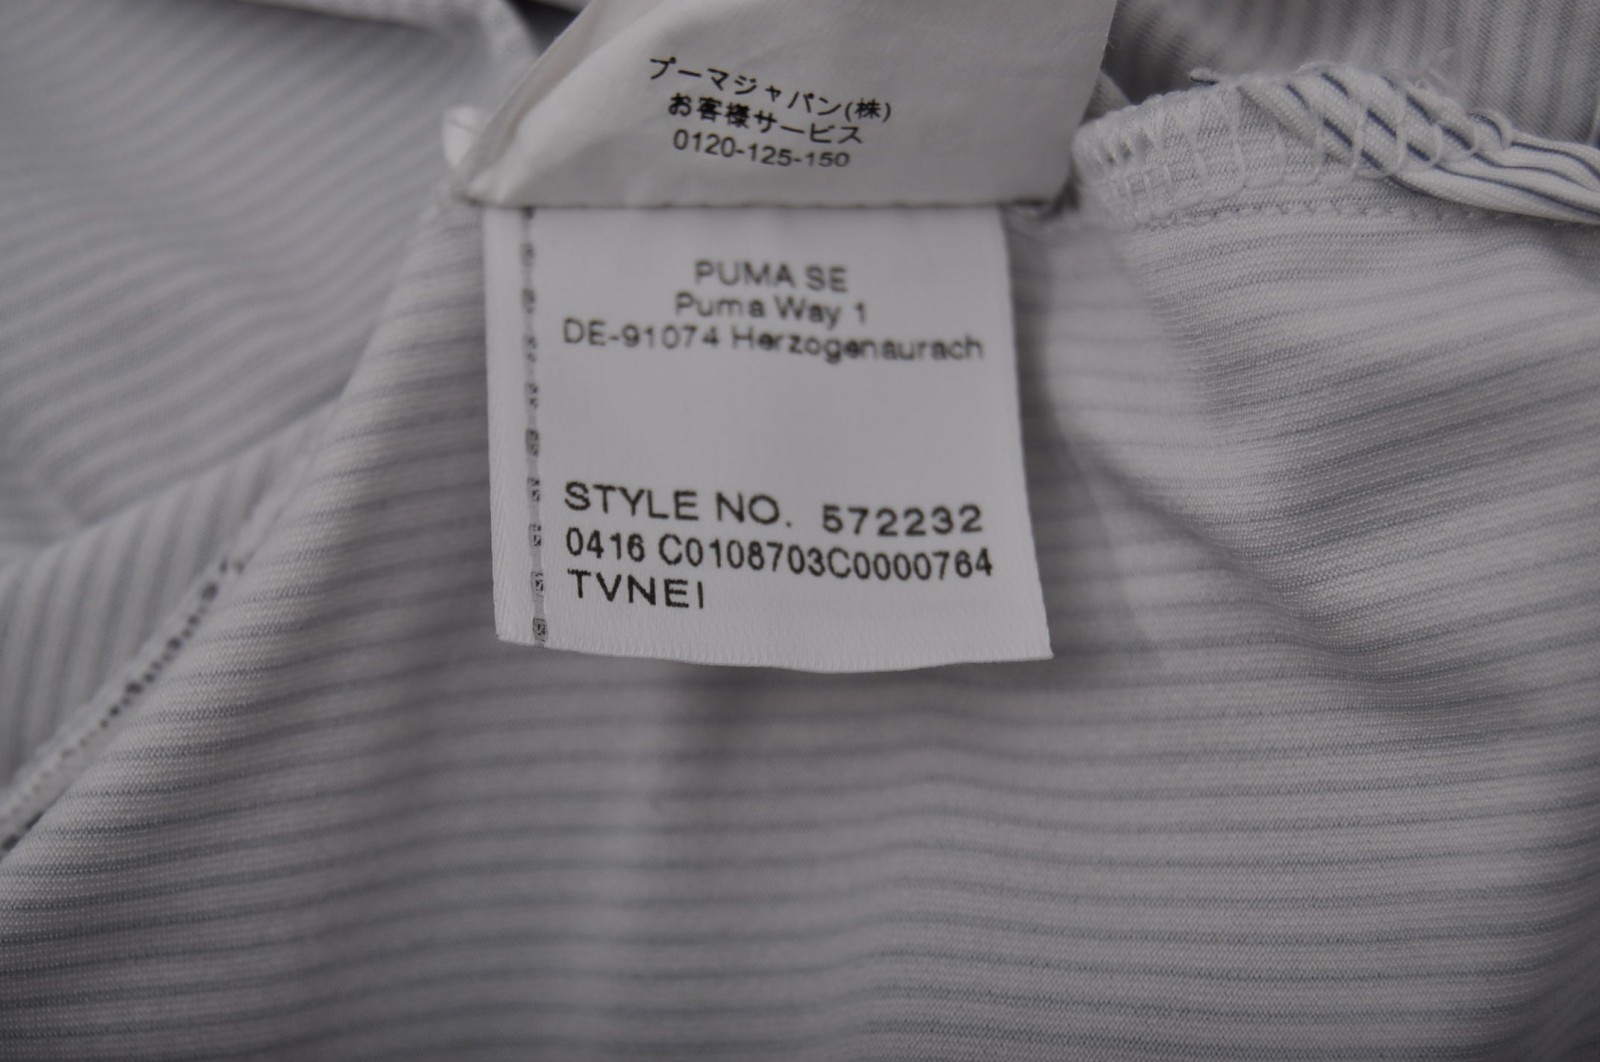 プーマジャパン(株)
お客様サービス
0120-125-150
PUMA SE
Puma Way 1
DE-91074 Herzogenaurach
STYLE NO. 572232
0416 C0108703C0000764
TVNEI